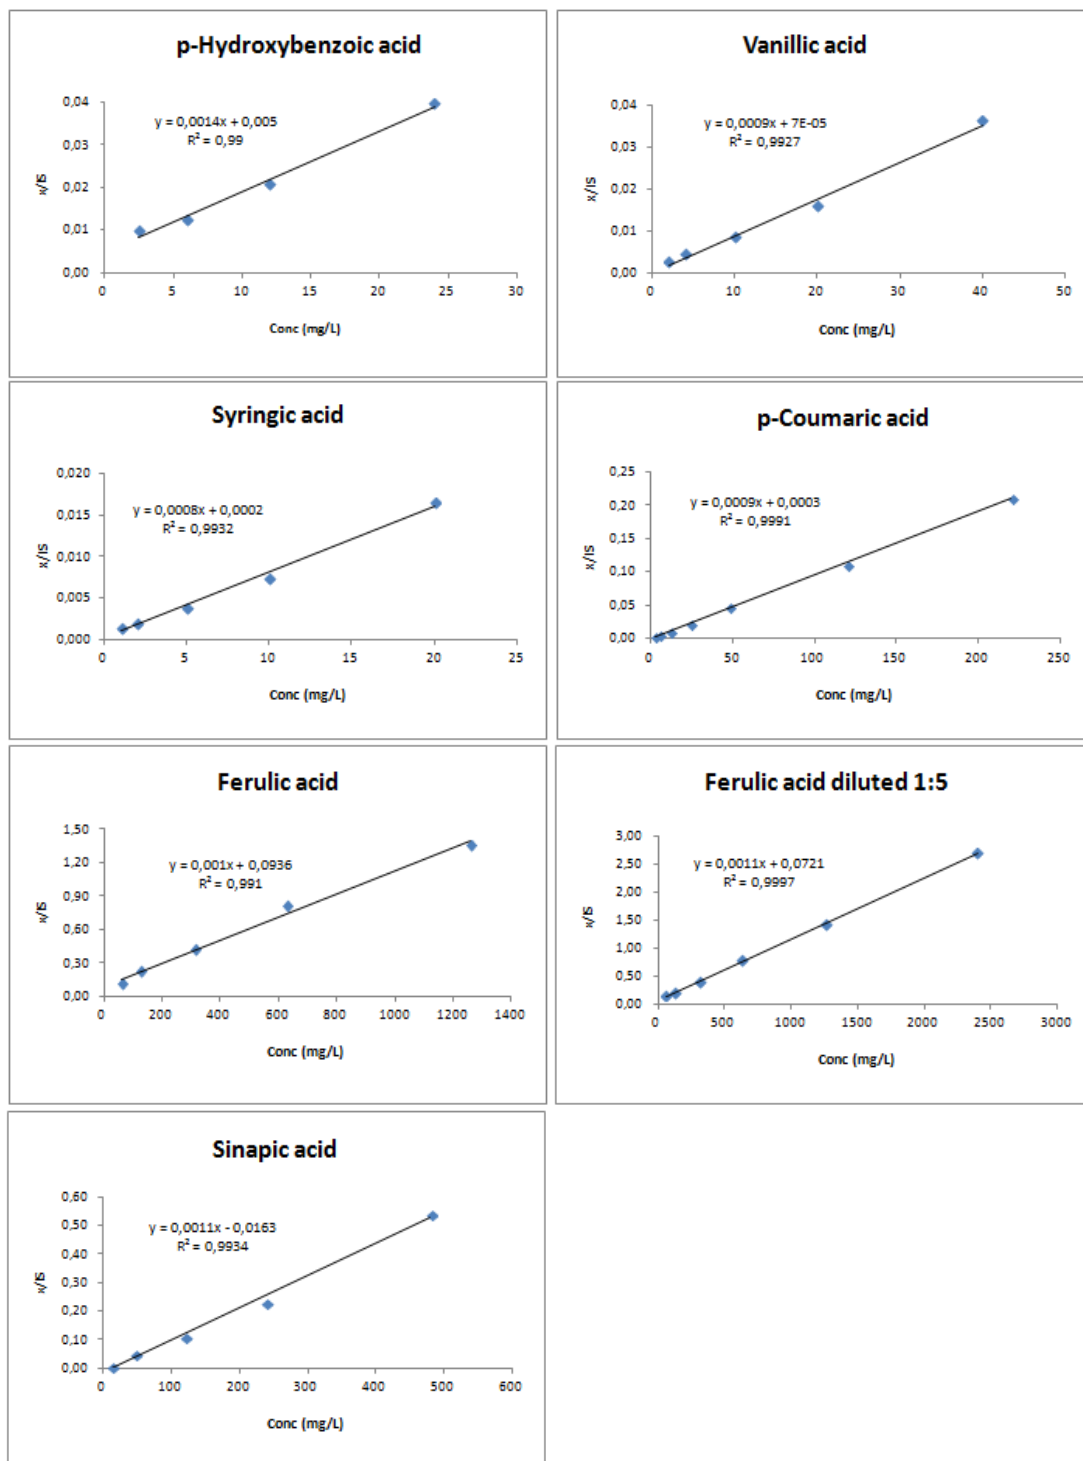 p-Hydroxybenzoic acid
y = 0,0014x + 0,005
R² = 0,99
x/IS
0,04
0,03
0,02
0,01
0,00
0 5 10 15 20 25 30
Conc (mg/L)
Vanillic acid
y = 0,0009x + 7E-05
R² = 0,9927
x/IS
0,04
0,03
0,02
0,01
0,00
0 10 20 30 40 50
Conc (mg/L)
Syringic acid
y = 0,0008x + 0,0002
R² = 0,9932
x/IS
0,020
0,015
0,010
0,005
0,000
0 5 10 15 20 25
Conc (mg/L)
p-Coumaric acid
y = 0,0009x + 0,0003
R² = 0,9991
x/IS
0,25
0,20
0,15
0,10
0,05
0,00
0 50 100 150 200 250
Conc (mg/L)
Ferulic acid
y = 0,001x + 0,0936
R² = 0,991
x/IS
1,50
1,20
0,90
0,60
0,30
0,00
0 200 400 600 800 1000 1200 1400
Conc (mg/L)
Ferulic acid diluted 1:5
y = 0,0011x + 0,0721
R² = 0,9997
x/IS
3,00
2,50
2,00
1,50
1,00
0,50
0,00
0 500 1000 1500 2000 2500 3000
Conc (mg/L)
Sinapic acid
y = 0,0011x - 0,0163
R² = 0,9934
x/IS
0,60
0,50
0,40
0,30
0,20
0,10
0,00
0 100 200 300 400 500 600
Conc (mg/L)